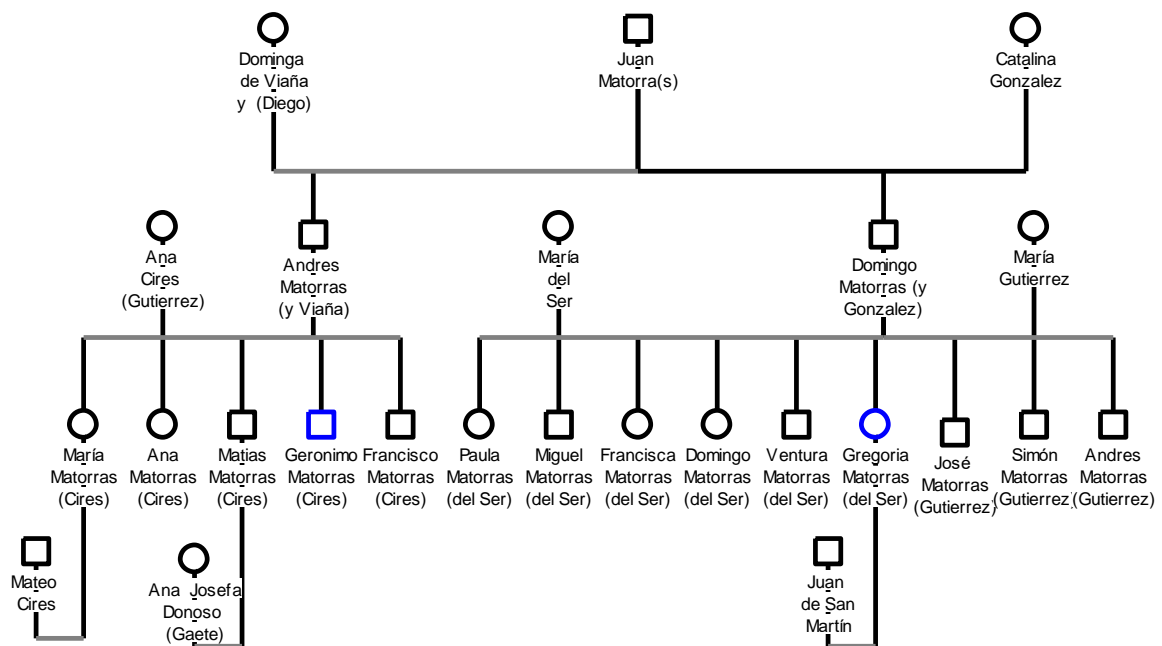 Dominga
de Viaña
y (Diego)
Juan
Matorra(s)
Catalina
Gonzalez
Ana
Cires
(Gutierrez)
Andres
Matorras
(y Viaña)
María
del
Ser
Domingo
Matorras (y
Gonzalez)
María
Gutierrez
María
Matorras
(Cires)
Ana
Matorras
(Cires)
Matias
Matorras
(Cires)
Geronimo
Matorras
(Cires)
Francisco
Matorras
(Cires)
Paula
Matorras
(del Ser)
Miguel
Matorras
(del Ser)
Francisca
Matorras
(del Ser)
Domingo
Matorras
(del Ser)
Ventura
Matorras
(del Ser)
Gregoria
Matorras
(del Ser)
José
Matorras
(Gutierrez)
Simón
Matorras
(Gutierrez)
Andres
Matorras
(Gutierrez)
Mateo
Cires
Ana Josefa
Donoso
(Gaete)
Juan
de San
Martín